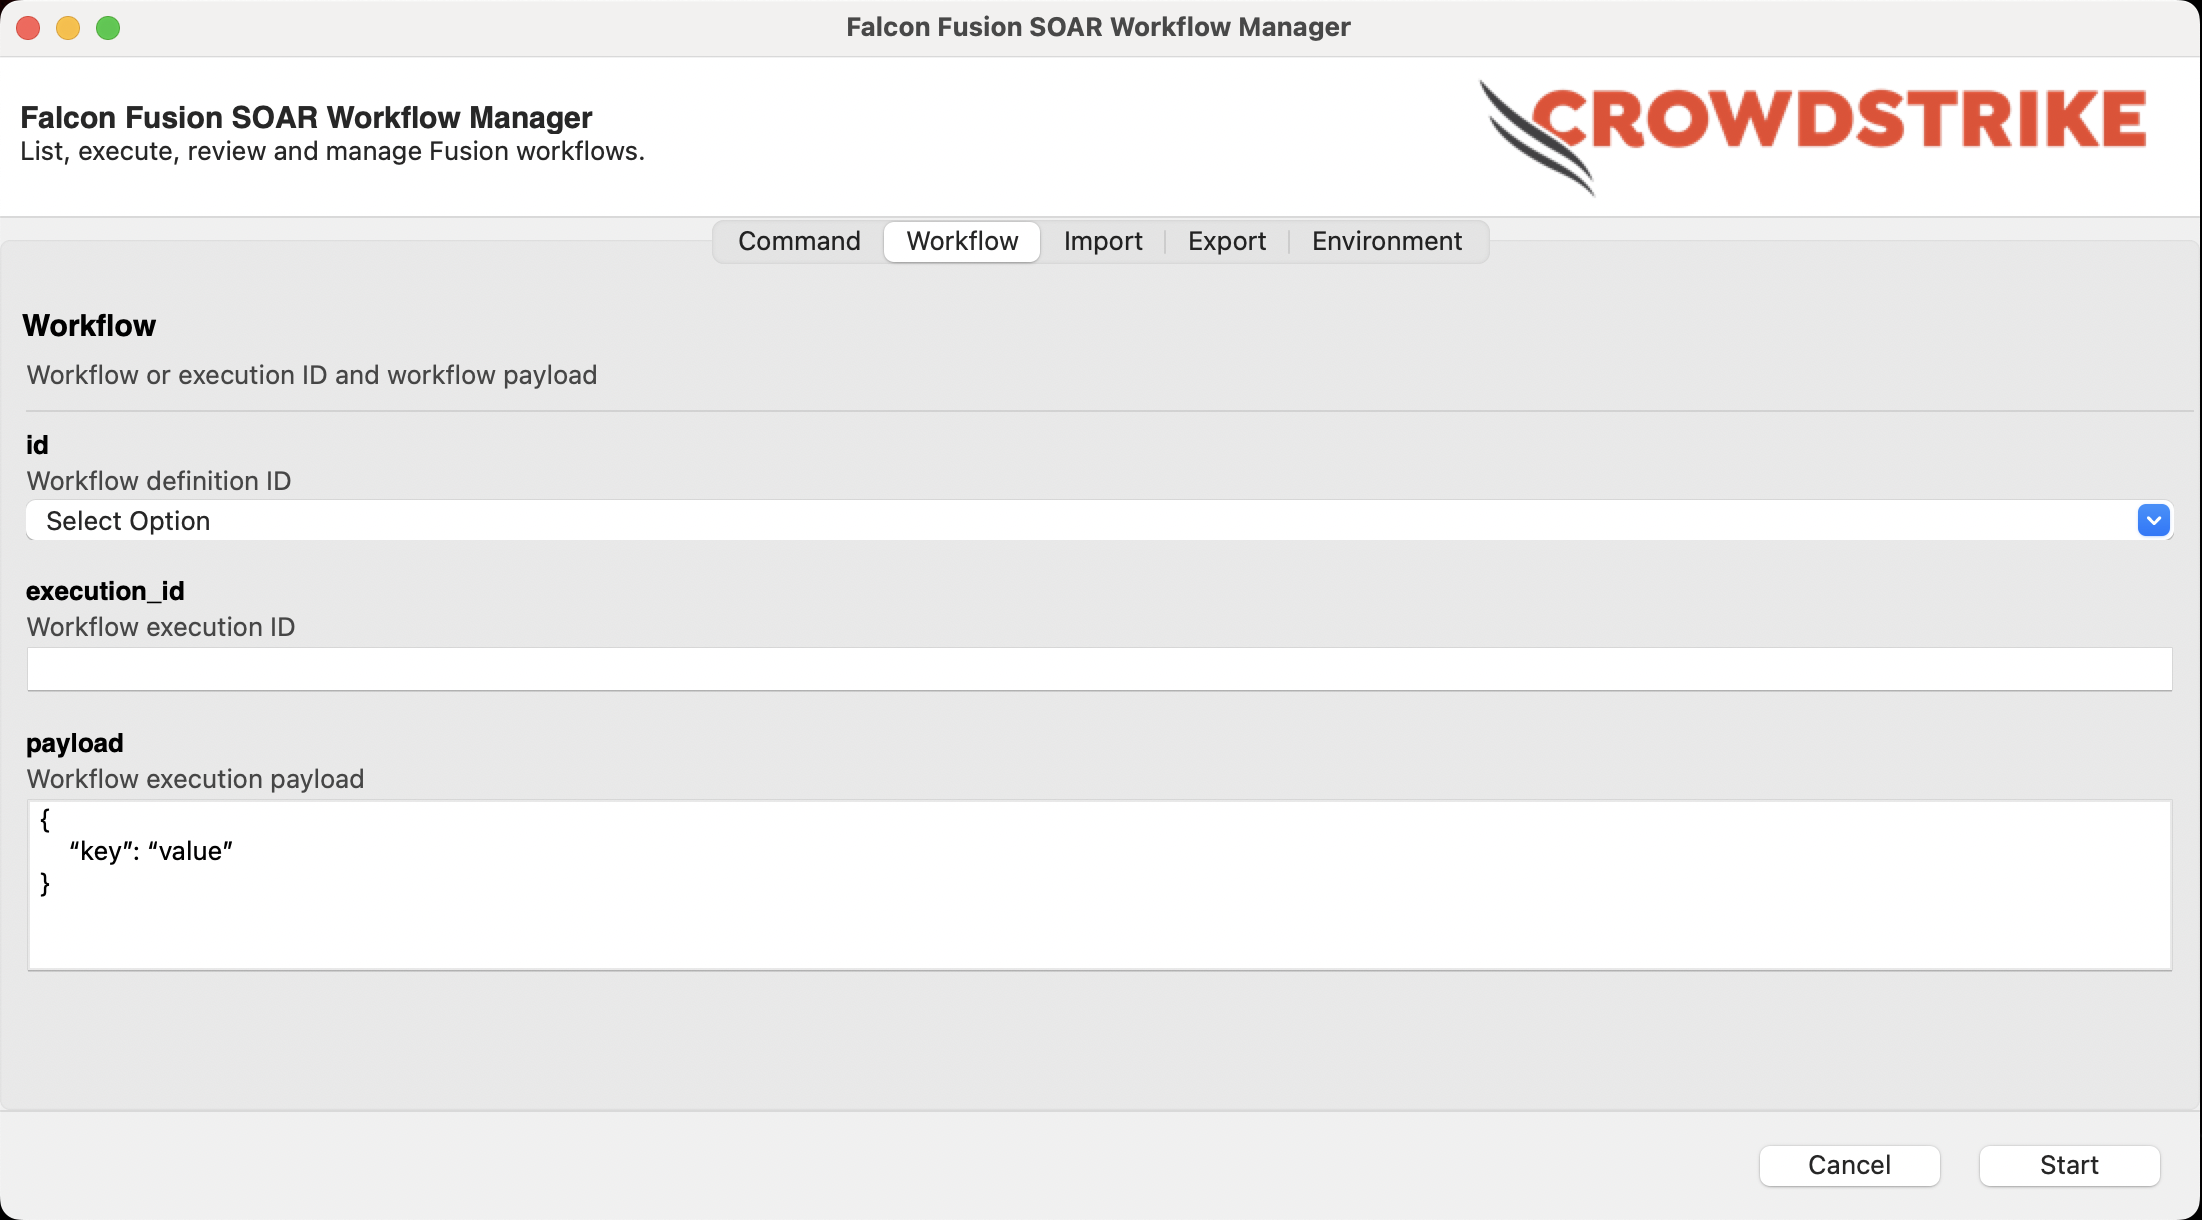 Falcon Fusion SOAR Workflow Manager
Falcon Fusion SOAR Workflow Manager
List, execute, review and manage Fusion workflows.
CROWDSTRIKE
Command Workflow Import Export Environment
Workflow
Workflow or execution ID and workflow payload
id
Workflow definition ID
Select Option
execution_id
Workflow execution ID
payload
Workflow execution payload
{
“key”: “value”
}
Cancel Start